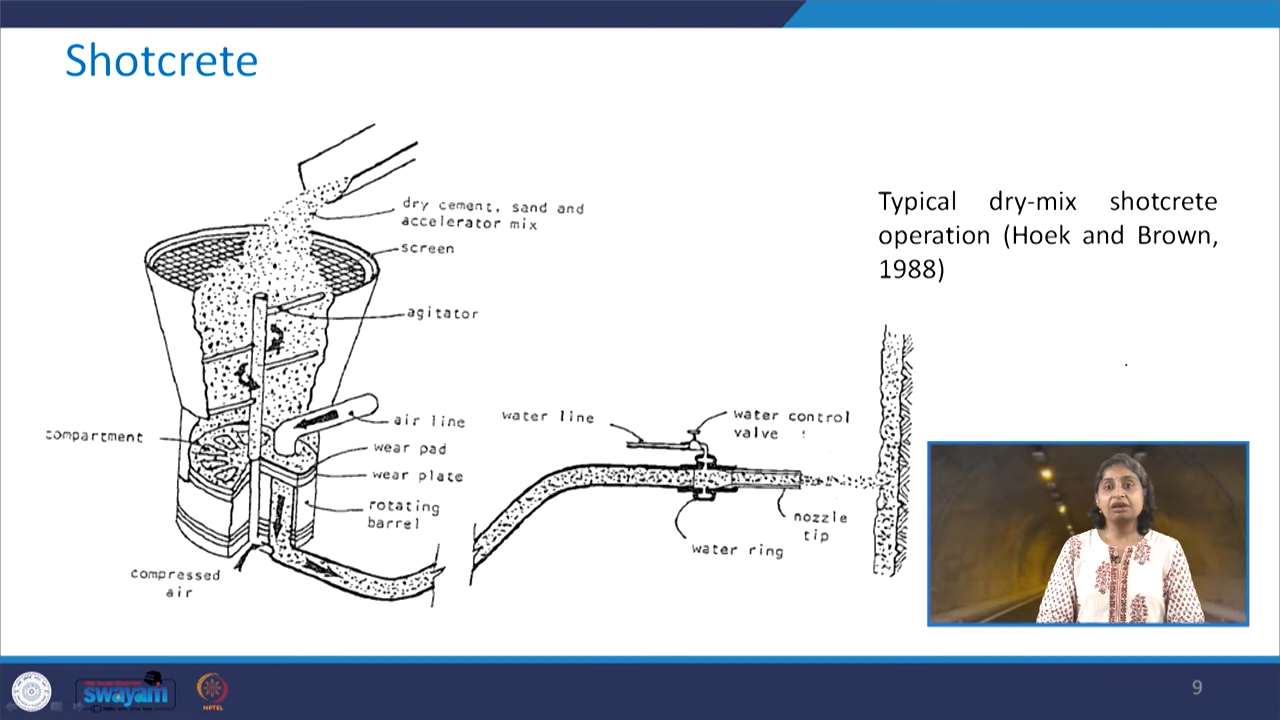 Shotcrete
dry cement, sand and
accelerator mix
screen
agitator
air line
compartment
wear pad
wear plate
rotating
barrel
compressed
air
water line
water control
valve
nozzle
tip
water ring
Typical dry-mix shotcrete
operation (Hoek and Brown,
1988)
swayam
NPTEL
9